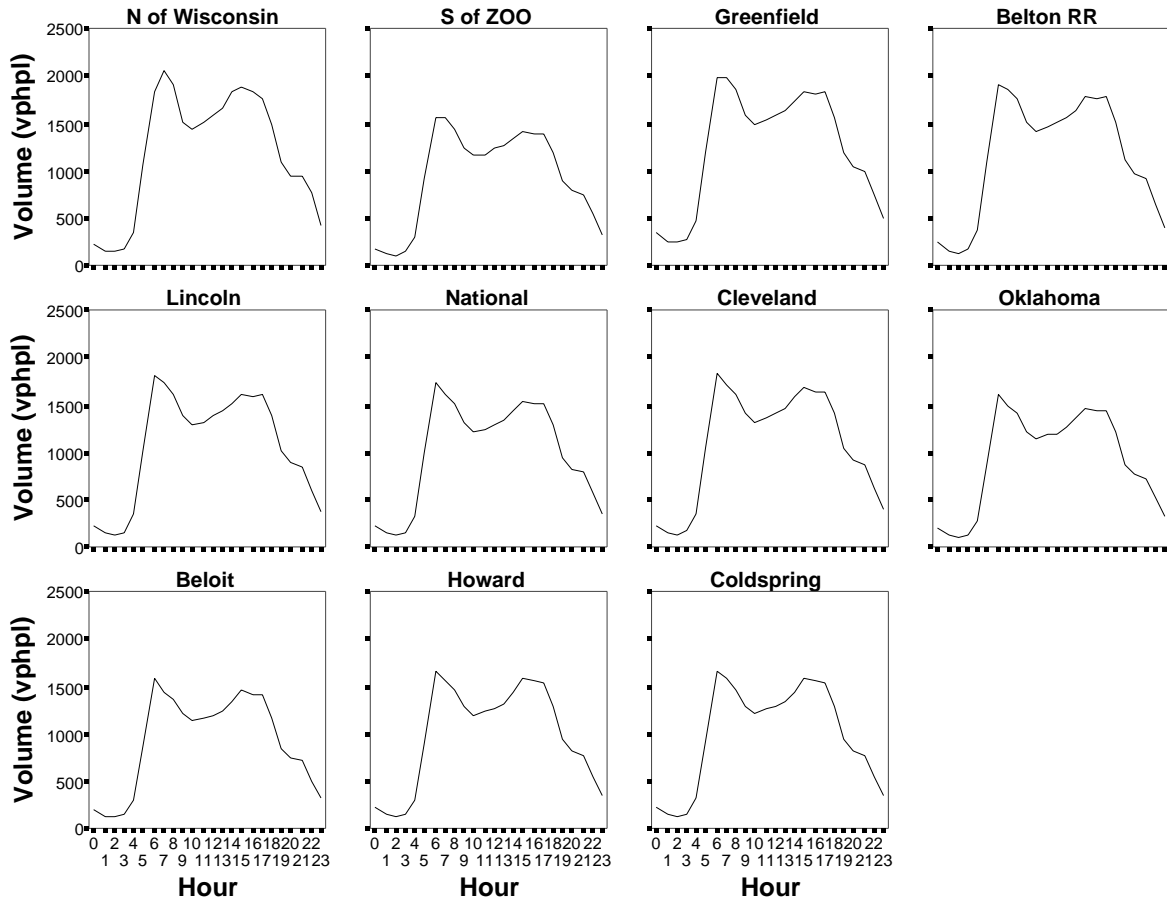 N of Wisconsin
S of ZOO
Greenfield
Belton RR
Volume (vphpl)
2500
2000
1500
1000
500
0
Lincoln
National
Cleveland
Oklahoma
Volume (vphpl)
2500
2000
1500
1000
500
0
Beloit
Howard
Coldspring
Volume (vphpl)
2500
2000
1500
1000
500
0
0 2 4 6 8 10 12 14 16 18 20 22
1 3 5 7 9 11 13 15 17 19 21 23
Hour
0 2 4 6 8 10 12 14 16 18 20 22
1 3 5 7 9 11 13 15 17 19 21 23
Hour
0 2 4 6 8 10 12 14 16 18 20 22
1 3 5 7 9 11 13 15 17 19 21 23
Hour